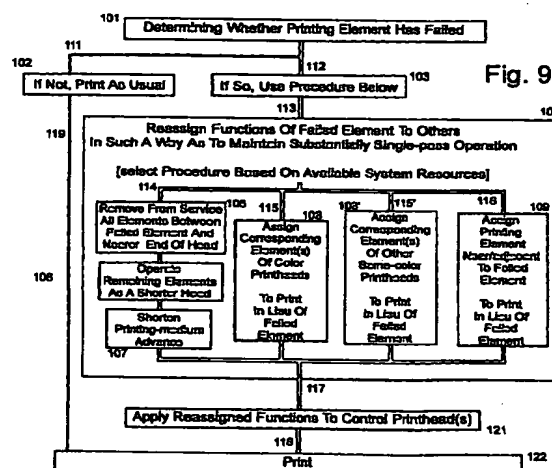 101
Determining Whether Printing Element Has Failed
111
102
112
103
If Not, Print As Usual
If So, Use Procedure Below
Fig. 9
113
119
Reassign Functions Of Failed Element To Others
In Such A Way As To Maintain Substantially Single-pass Operation
[select Procedure Based On Available System Resources]
114
115
115'
116
Remove From Service
All Elements Between
Failed Element And
End Of Head
Operate
Remaining Elements
As A Shorter Head
Shorten
Printing-medium
Advance
107
106
Assign
Corresponding
Element(s)
Of Color
Printheads
To Print
In Lieu Of
Failed
Element
Assign
Corresponding
Element(s)
Of Other
Same-color
Printheads
To Print
In Lieu Of
Failed
Element
109
Assign
Printing
Element
To Failed
Element
To Print
In Lieu Of
Failed
Element
117
Apply Reassigned Functions To Control Printhead(s)
121
118
Print
122